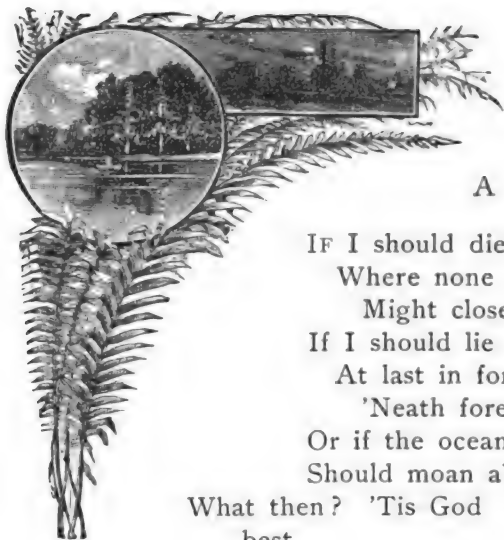 A
IF I should die
Where none
Might close
If I should lie
At last in for
'Neath fore
Or if the ocean
Should moan a
What then? 'Tis God
best